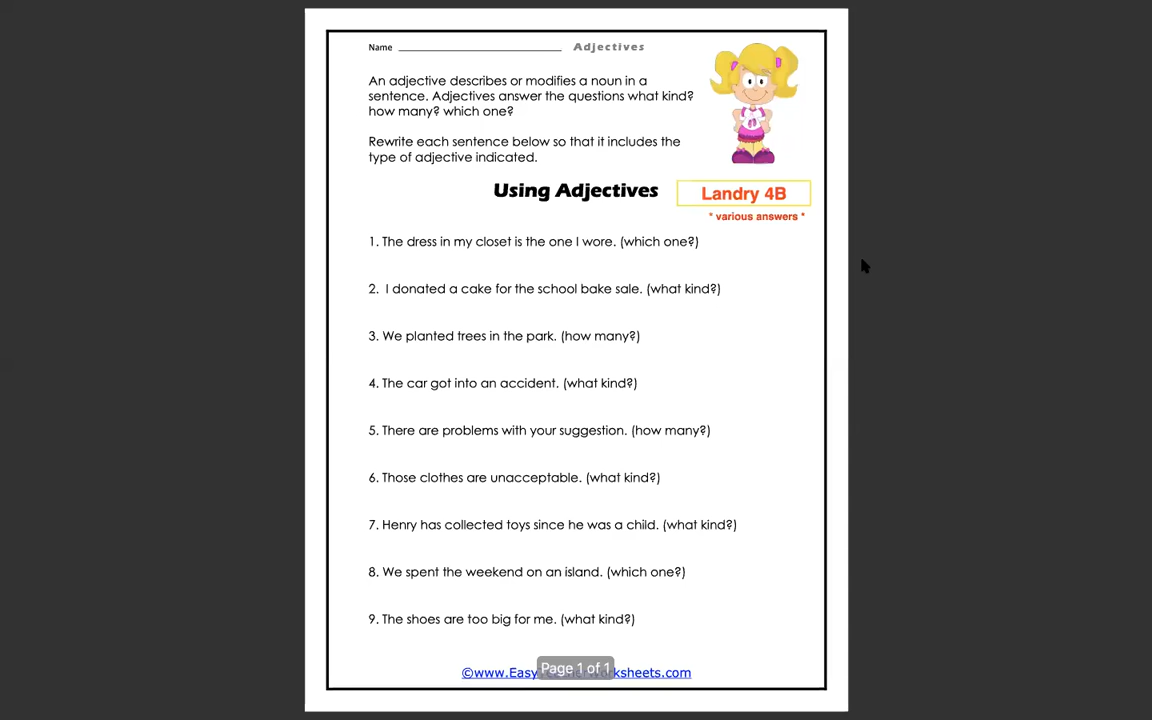 Name Adjectives
An adjective describes or modifies a noun in a
sentence. Adjectives answer the questions what kind?
how many? which one?
Rewrite each sentence below so that it includes the
type of adjective indicated.
Using Adjectives
Landry 4B
* various answers *
1. The dress in my closet is the one I wore. (which one?)
2. I donated a cake for the school bake sale. (what kind?)
3. We planted trees in the park. (how many?)
4. The car got into an accident. (what kind?)
5. There are problems with your suggestion. (how many?)
6. Those clothes are unacceptable. (what kind?)
7. Henry has collected toys since he was a child. (what kind?)
8. We spent the weekend on an island. (which one?)
9. The shoes are too big for me. (what kind?)
Page 1 of 1